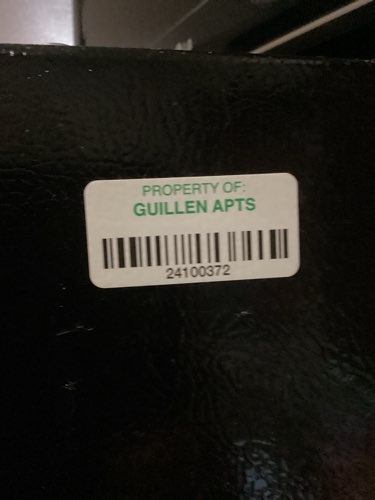 PROPERTY OF:
GUILLEN APTS
24100372